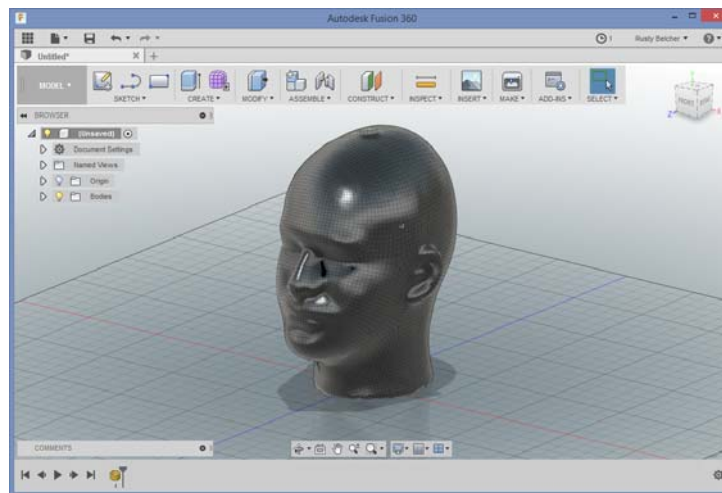 Autodesk Fusion 360
Rusty Belcher
Untitled*
MODEL
SKETCH
CREATE
MODIFY
ASSEMBLE
CONSTRUCT
INSPECT
INSERT
MAKE
ADD-INS
SELECT
BROWSER
(Unsaved)
Document Settings
Named Views
Origin
Bodies
Z
COMMENTS